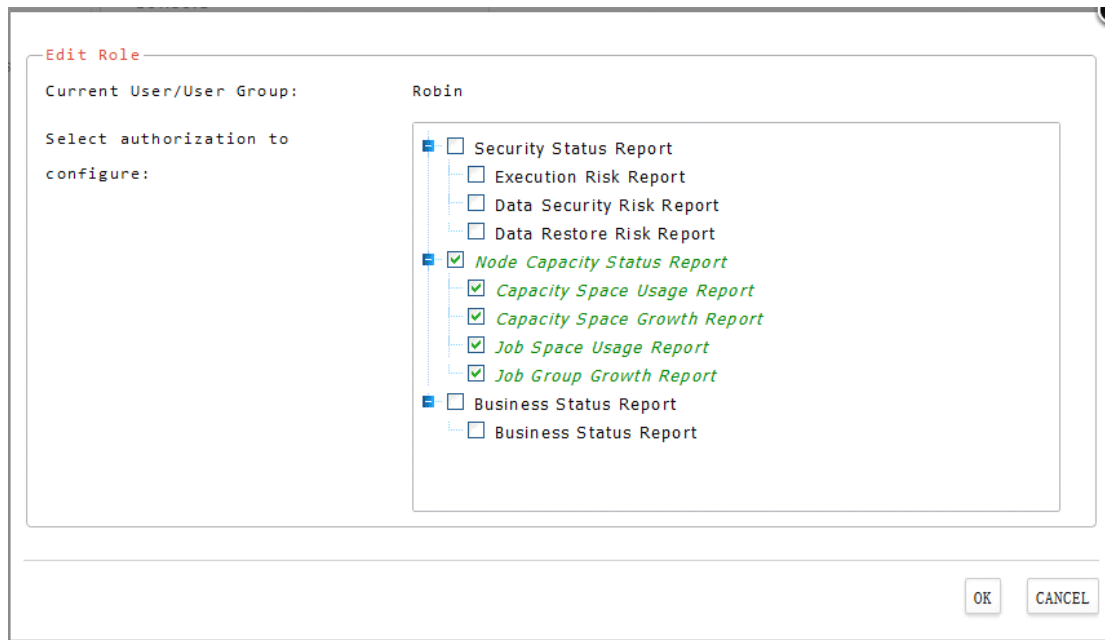 Edit Role
Current User/User Group: Robin
Select authorization to
configure:
Security Status Report
Execution Risk Report
Data Security Risk Report
Data Restore Risk Report
Node Capacity Status Report
Capacity Space Usage Report
Capacity Space Growth Report
Job Space Usage Report
Job Group Growth Report
Business Status Report
Business Status Report
OK CANCEL